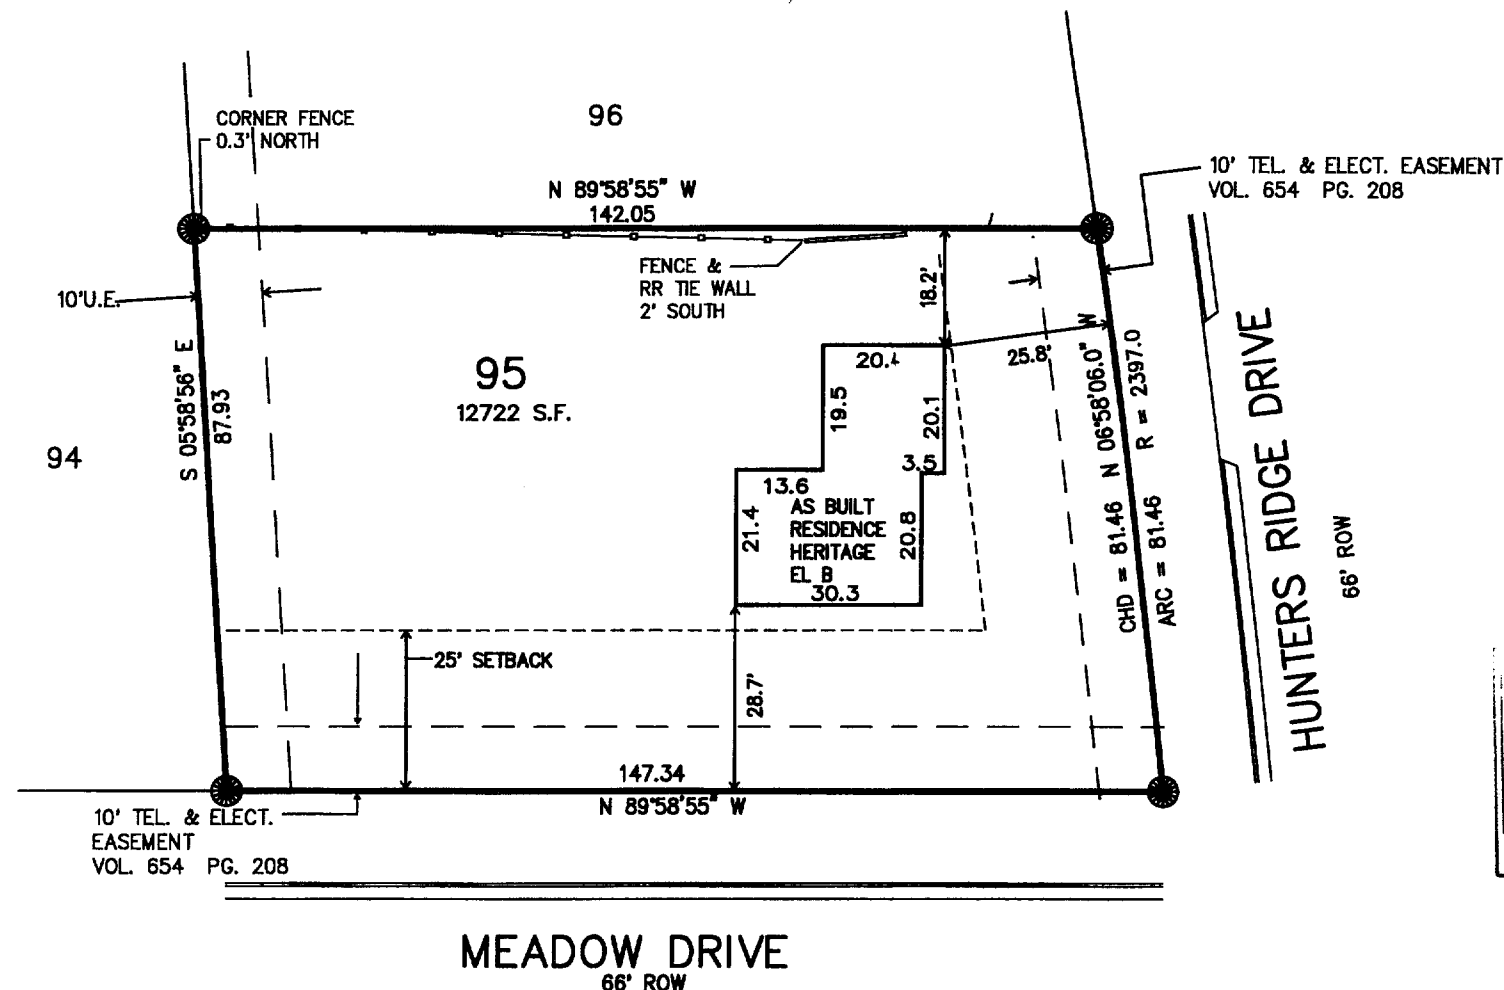 CORNER FENCE
0.3' NORTH
96
N 89°58'55" W
142.05
10' TEL. & ELECT. EASEMENT
VOL. 654 PG. 208
FENCE &
RR TIE WALL
2' SOUTH
10'U.E.
18.2'
25.8'
95
12722 S.F.
94
S 05°58'56" E
87.93
20.4
19.5
20.1
3.5
13.6
21.4
20.8
AS BUILT
RESIDENCE
HERITAGE
EL B
30.3
CHD = 81.46 N 06°58'06.0" W
ARC = 81.46 R = 2397.0
HUNTERS RIDGE DRIVE
66' ROW
25' SETBACK
28.7'
147.34
N 89°58'55" W
10' TEL. & ELECT.
EASEMENT
VOL. 654 PG. 208
MEADOW DRIVE
66' ROW